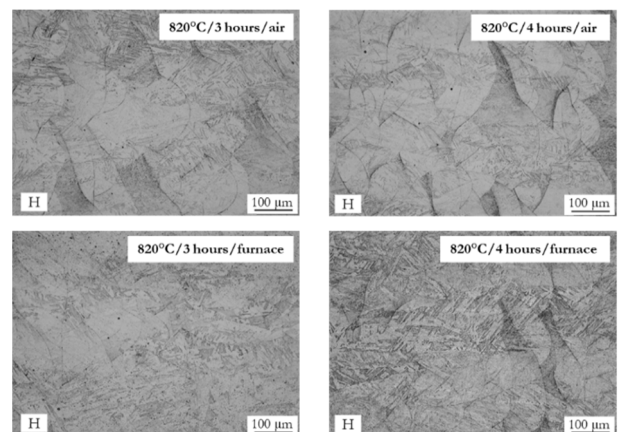 820°C/3 hours/air
820°C/4 hours/air
H
100 µm
H
100 µm
820°C/3 hours/furnace
820°C/4 hours/furnace
H
100 µm
H
100 µm